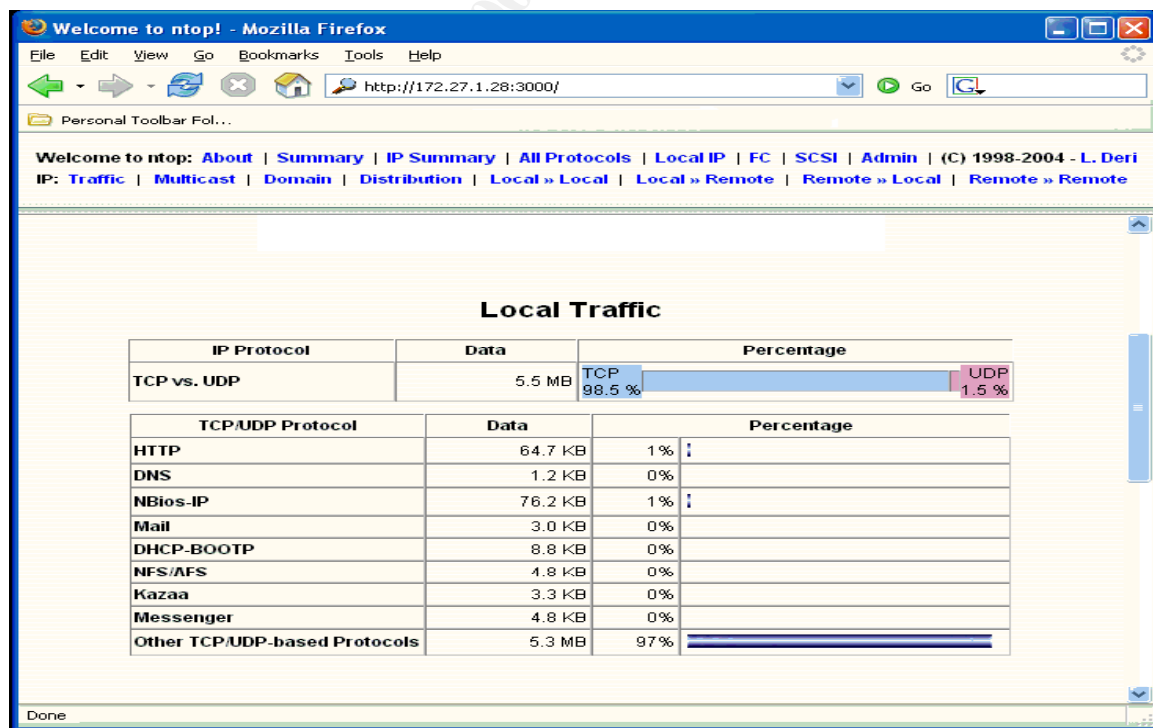 Welcome to ntop! - Mozilla Firefox
File Edit View Go Bookmarks Tools Help
http://172.27.1.28:3000/ Go G
Personal Toolbar Fol...
Welcome to ntop: About | Summary | IP Summary | All Protocols | Local IP | FC | SCSI | Admin | (C) 1998-2004 - L. Deri
IP: Traffic | Multicast | Domain | Distribution | Local » Local | Local » Remote | Remote » Local | Remote » Remote
Local Traffic
IP Protocol Data Percentage
TCP vs. UDP 5.5 MB TCP 98.5 % UDP 1.5 %
TCP/UDP Protocol Data Percentage
HTTP 64.7 KB 1%
DNS 1.2 KB 0%
NBios-IP 76.2 KB 1%
Mail 3.0 KB 0%
DHCP-BOOTP 8.8 KB 0%
NFS/AFS 4.8 KB 0%
Kazaa 3.3 KB 0%
Messenger 4.8 KB 0%
Other TCP/UDP-based Protocols 5.3 MB 97%
Done